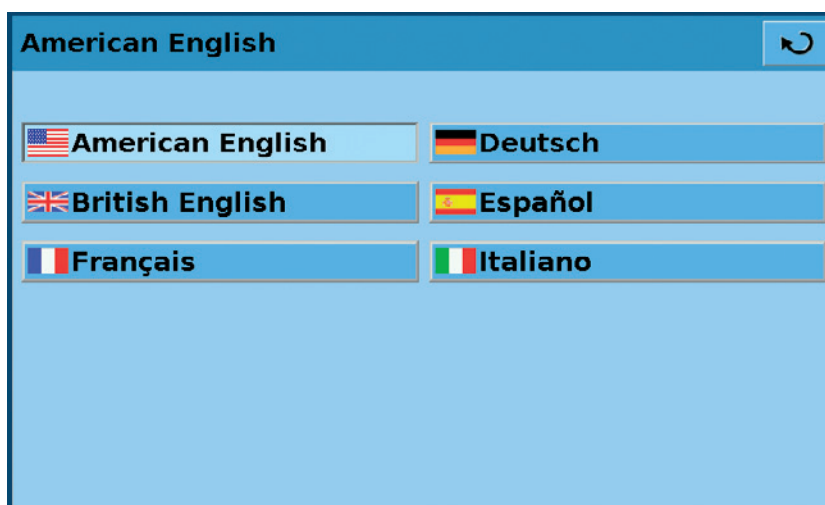 American English
American English
Deutsch
British English
Español
Français
Italiano